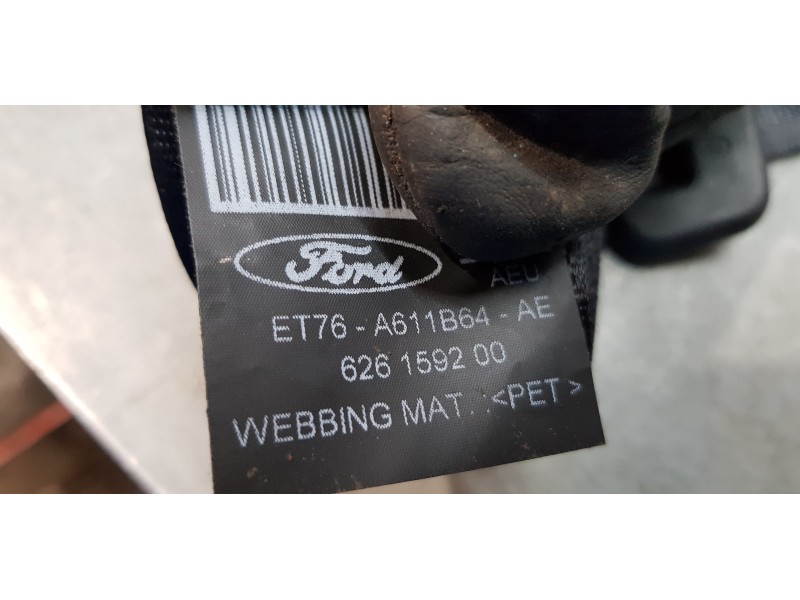 Ford
AEU
ET76-A611B64-AE
626 1592 00
WEBBING MAT. :<PET>